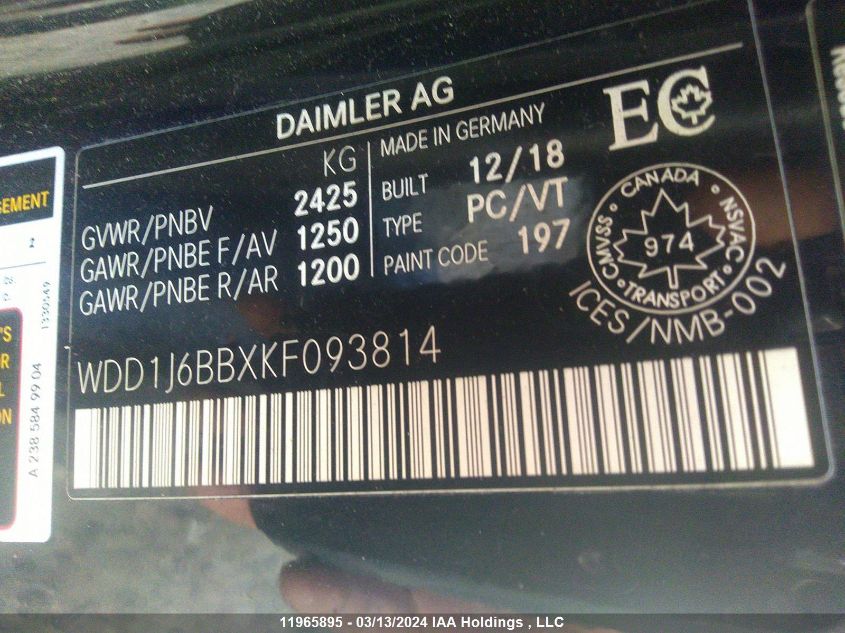 DAIMLER AG
KG
GVWR/PNBV 2425
GAWR/PNBE F/AV 1250
GAWR/PNBE R/AR 1200
MADE IN GERMANY
BUILT 12/18
TYPE PC/VT
PAINT CODE 197
EC
CANADA
CMVSS
NSVAC
974
TRANSPORT
ICES/NMB-002
WDD1J6BBXKF093814
A 238 584 99 04
1330549
2
11965895 - 03/13/2024 IAA Holdings , LLC